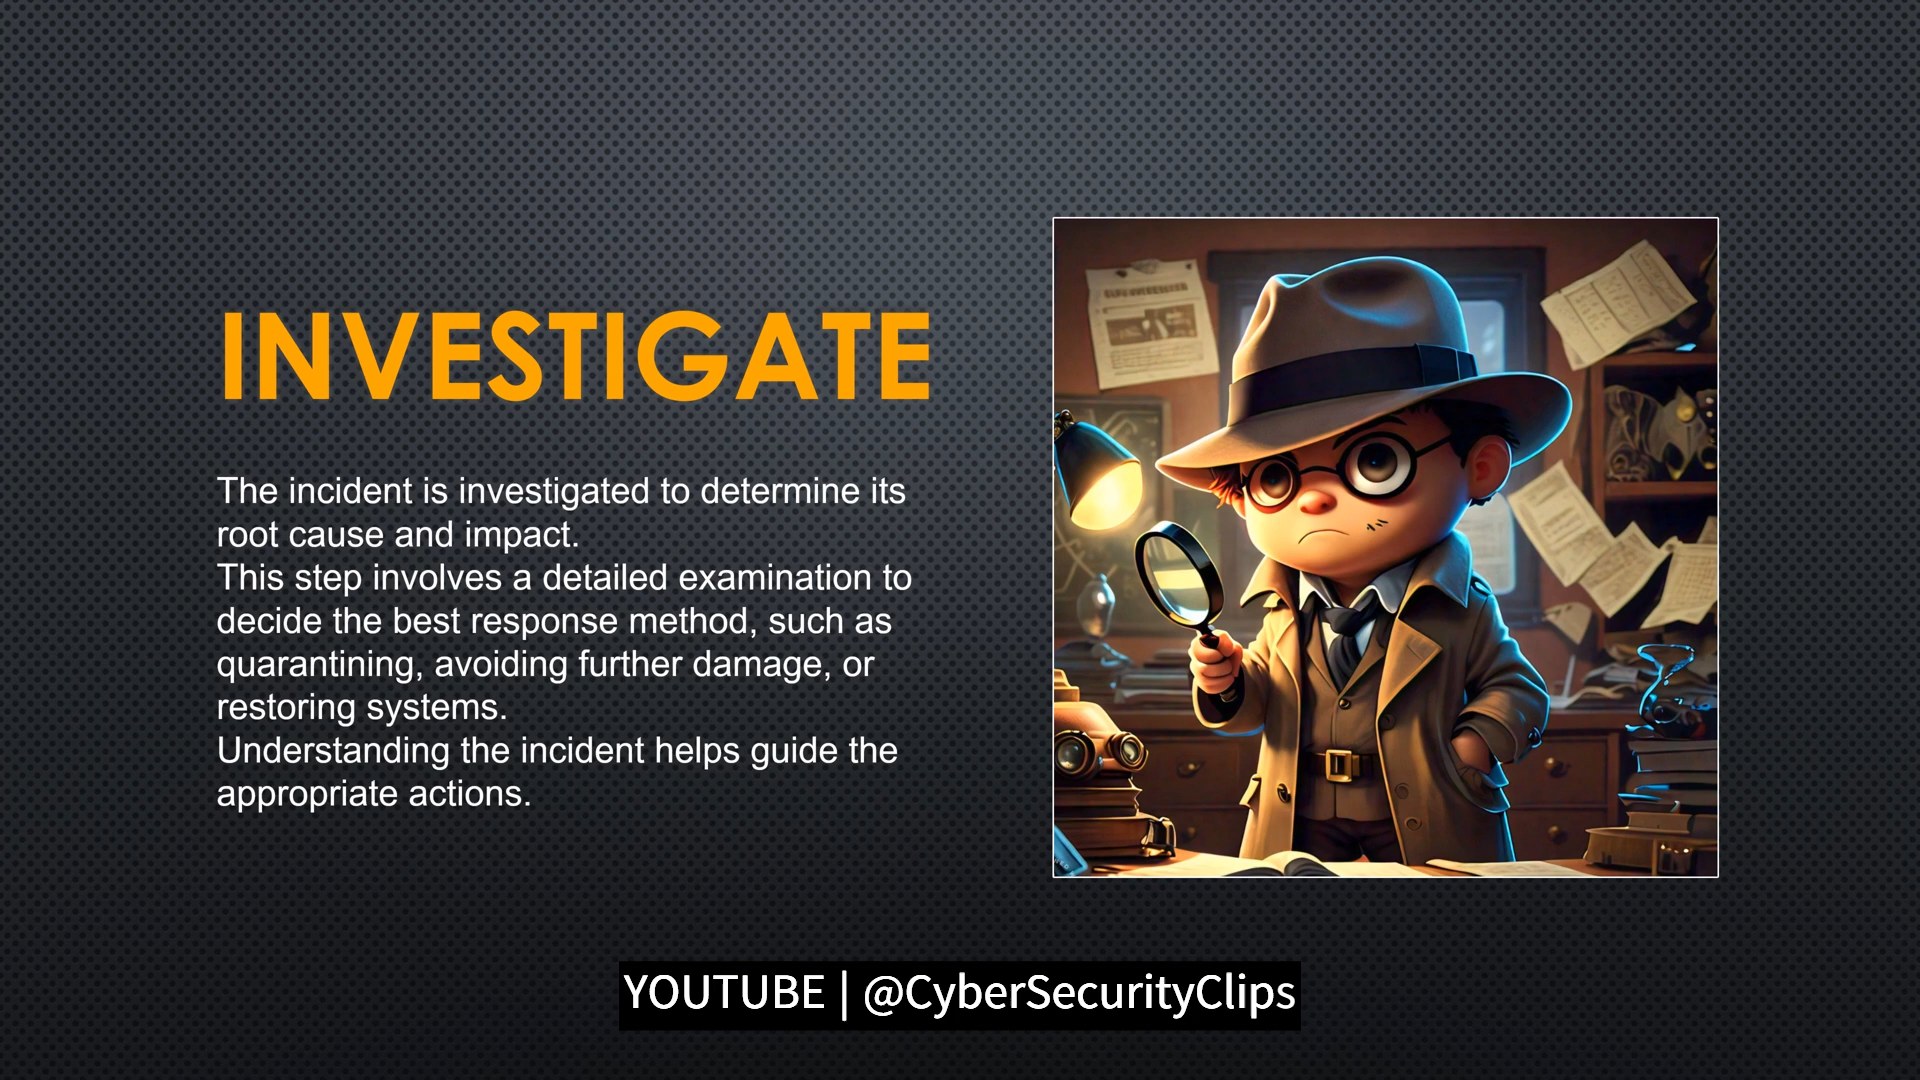 INVESTIGATE
The incident is investigated to determine its
root cause and impact.
This step involves a detailed examination to
decide the best response method, such as
quarantining, avoiding further damage, or
restoring systems.
Understanding the incident helps guide the
appropriate actions.
YOUTUBE | @CyberSecurityClips